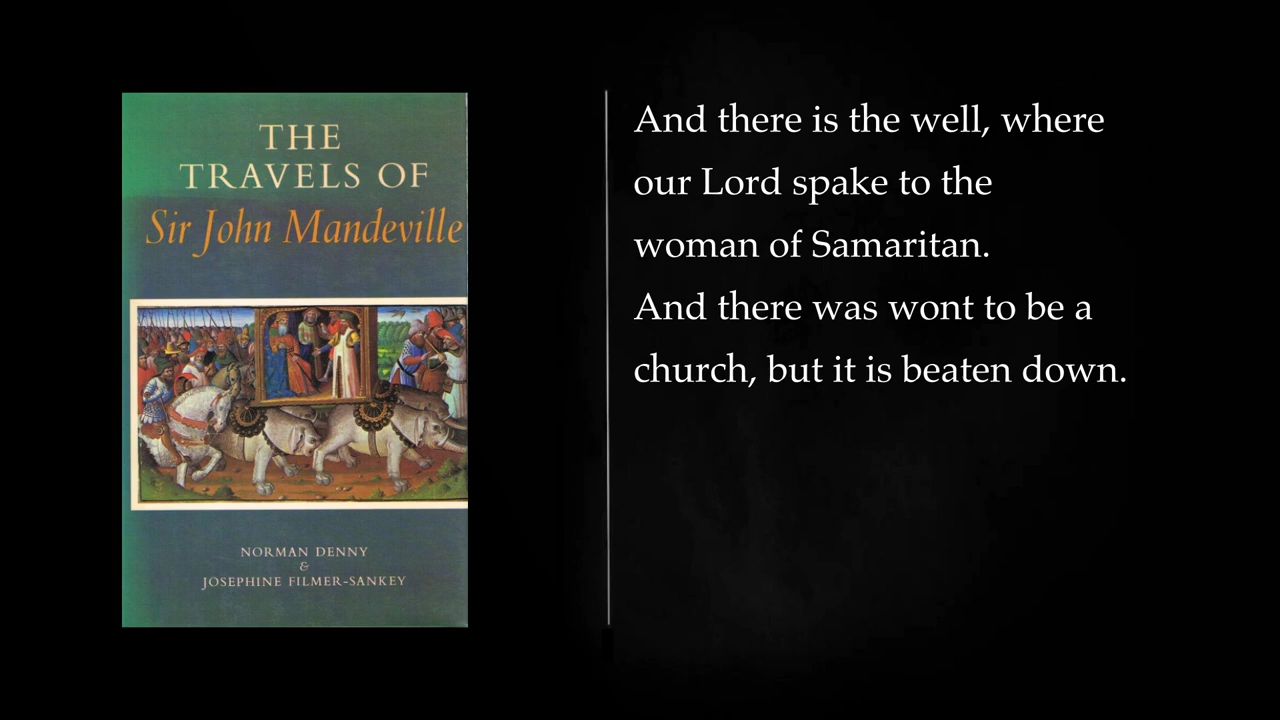 THE
TRAVELS OF
Sir John Mandeville
NORMAN DENNY
&
JOSEPHINE FILMER-SANKEY
And there is the well, where
our Lord spake to the
woman of Samaritan.
And there was wont to be a
church, but it is beaten down.